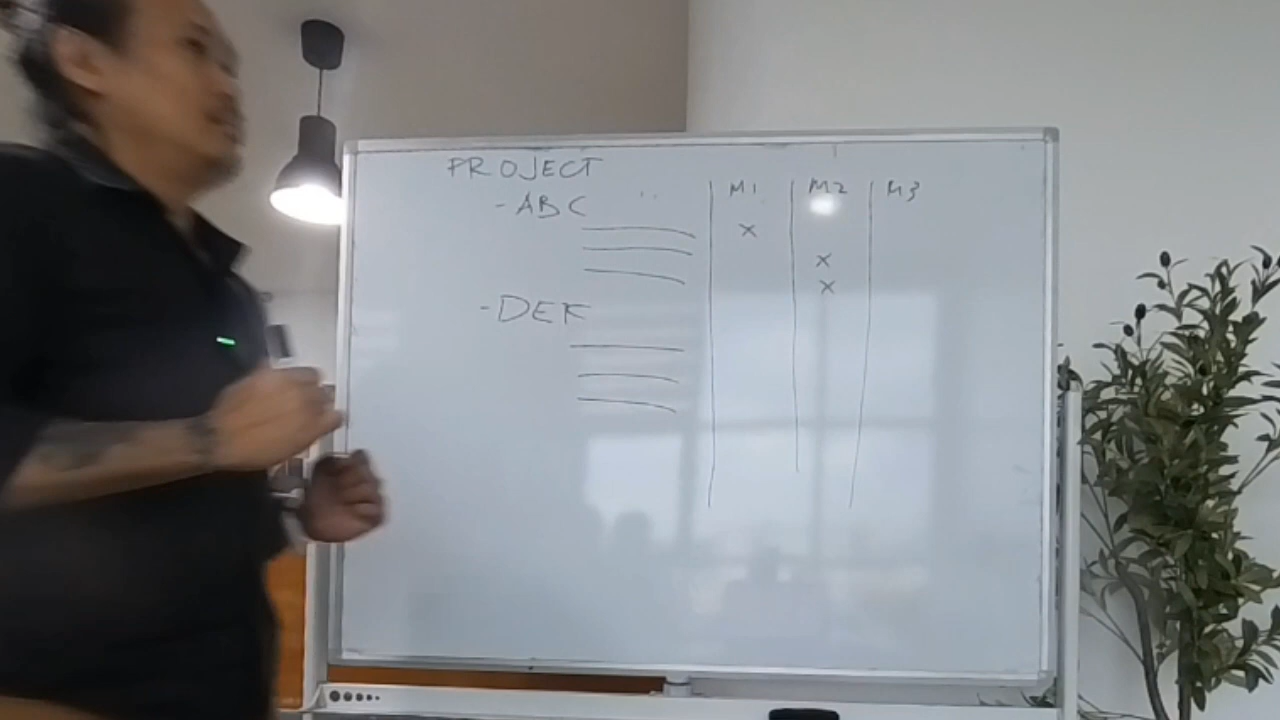 PROJECT
M1 M2 M3
- ABC
x
x
x
- DEF